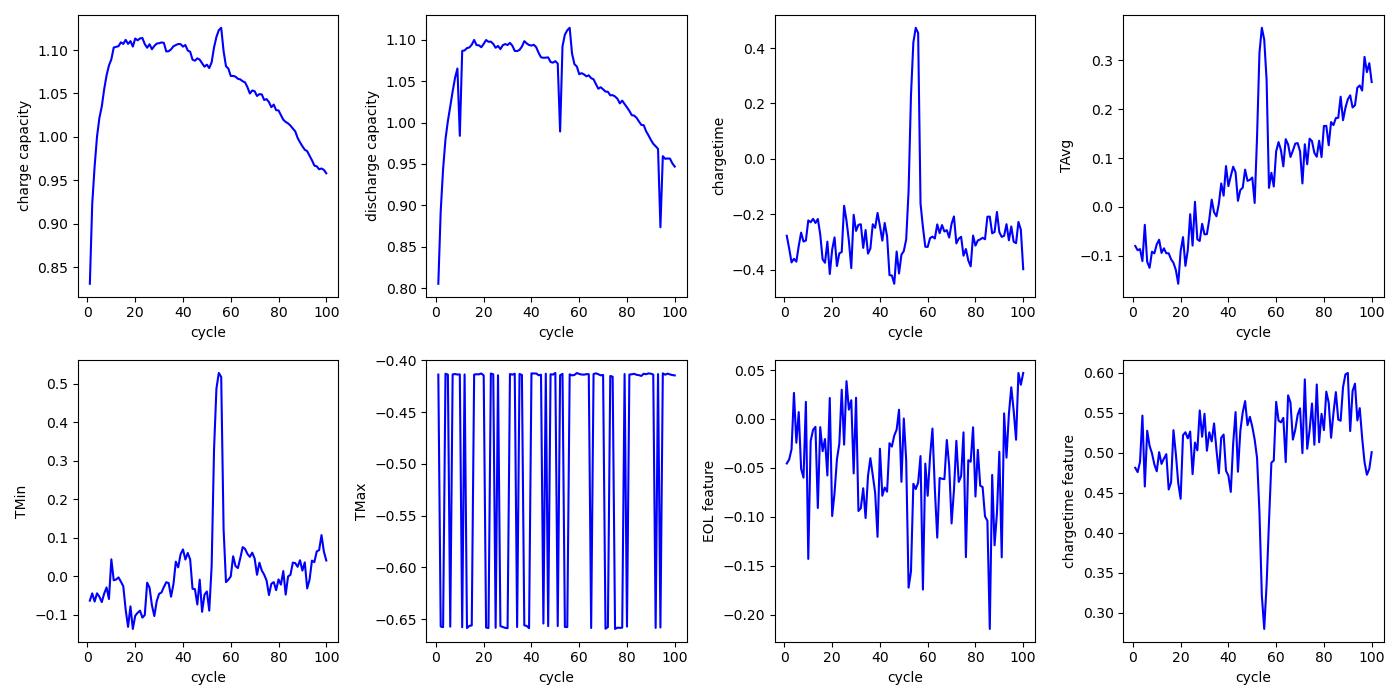 charge capacity
1.10
1.05
1.00
0.95
0.90
0.85
0 20 40 60 80 100
cycle
discharge capacity
1.10
1.05
1.00
0.95
0.90
0.85
0.80
0 20 40 60 80 100
cycle
chargetime
0.4
0.2
0.0
−0.2
−0.4
0 20 40 60 80 100
cycle
TAvg
0.3
0.2
0.1
0.0
−0.1
0 20 40 60 80 100
cycle
TMin
0.5
0.4
0.3
0.2
0.1
0.0
−0.1
0 20 40 60 80 100
cycle
TMax
−0.40
−0.45
−0.50
−0.55
−0.60
−0.65
0 20 40 60 80 100
cycle
EOL feature
0.05
0.00
−0.05
−0.10
−0.15
−0.20
0 20 40 60 80 100
cycle
chargetime feature
0.60
0.55
0.50
0.45
0.40
0.35
0.30
0 20 40 60 80 100
cycle